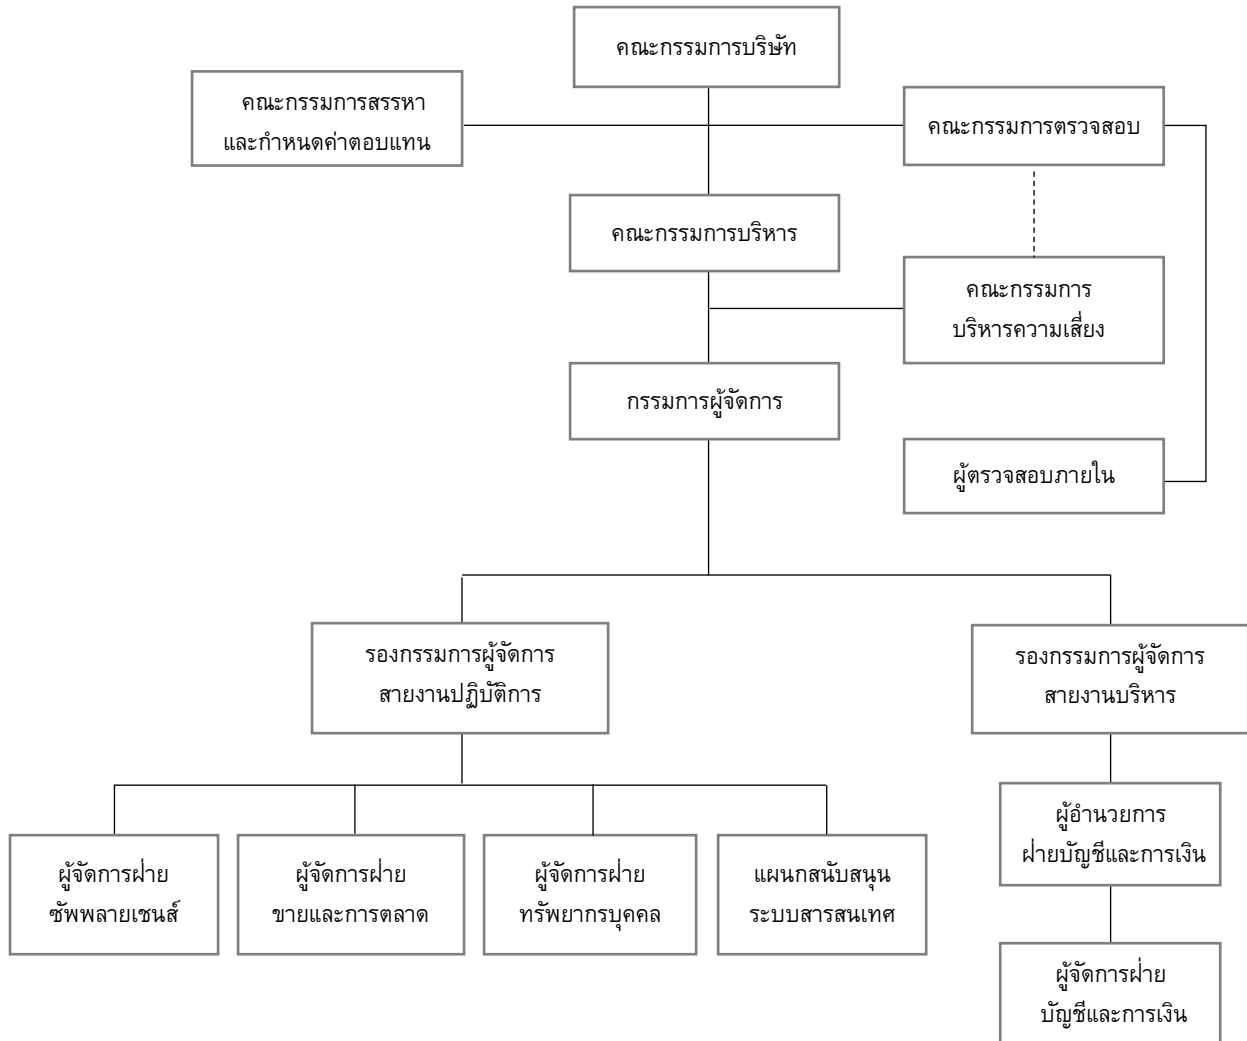 คณะกรรมการบริษัท
คณะกรรมการสรรหา
และกำหนดค่าตอบแทน
คณะกรรมการตรวจสอบ
คณะกรรมการบริหาร
คณะกรรมการ
บริหารความเสี่ยง
กรรมการผู้จัดการ
ผู้ตรวจสอบภายใน
รองกรรมการผู้จัดการ
สายงานปฏิบัติการ
รองกรรมการผู้จัดการ
สายงานบริหาร
ผู้จัดการฝ่าย
ซัพพลายเชนส์
ผู้จัดการฝ่าย
ขายและการตลาด
ผู้จัดการฝ่าย
ทรัพยากรบุคคล
แผนกสนับสนุน
ระบบสารสนเทศ
ผู้อำนวยการ
ฝ่ายบัญชีและการเงิน
ผู้จัดการฝ่าย
บัญชีและการเงิน